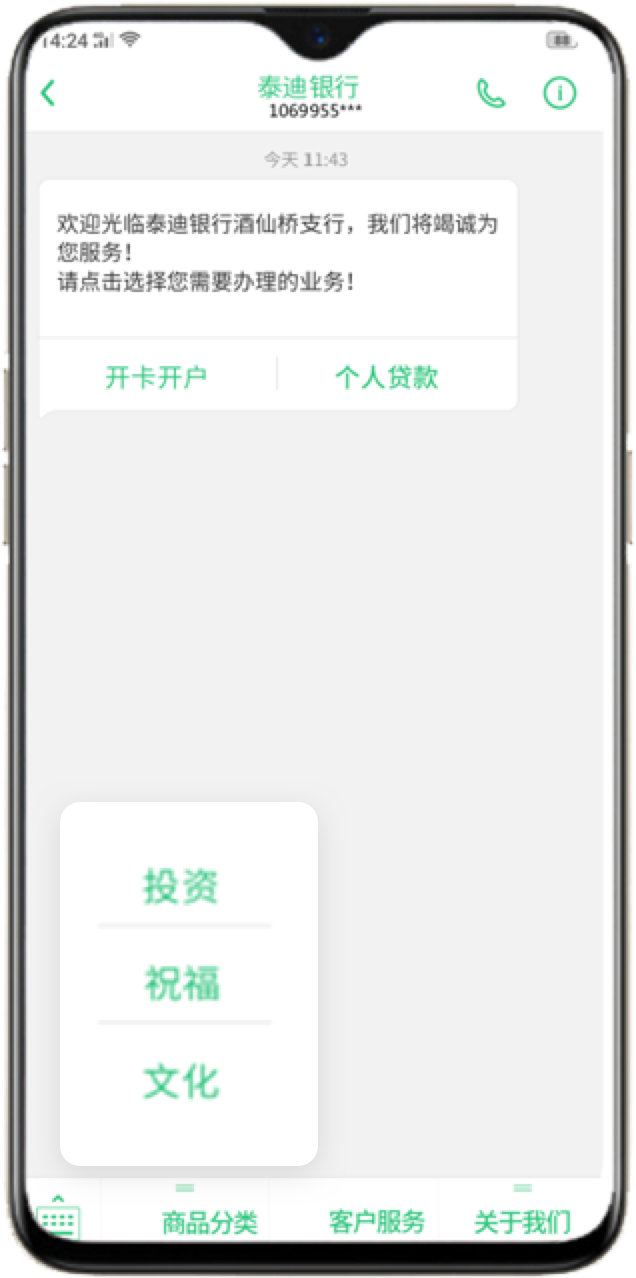 14:24
泰迪银行
1069955***
今天 11:43
欢迎光临泰迪银行酒仙桥支行，我们将竭诚为
您服务！
请点击选择您需要办理的业务！
开卡开户
个人贷款
投资
祝福
文化
商品分类
客户服务
关于我们